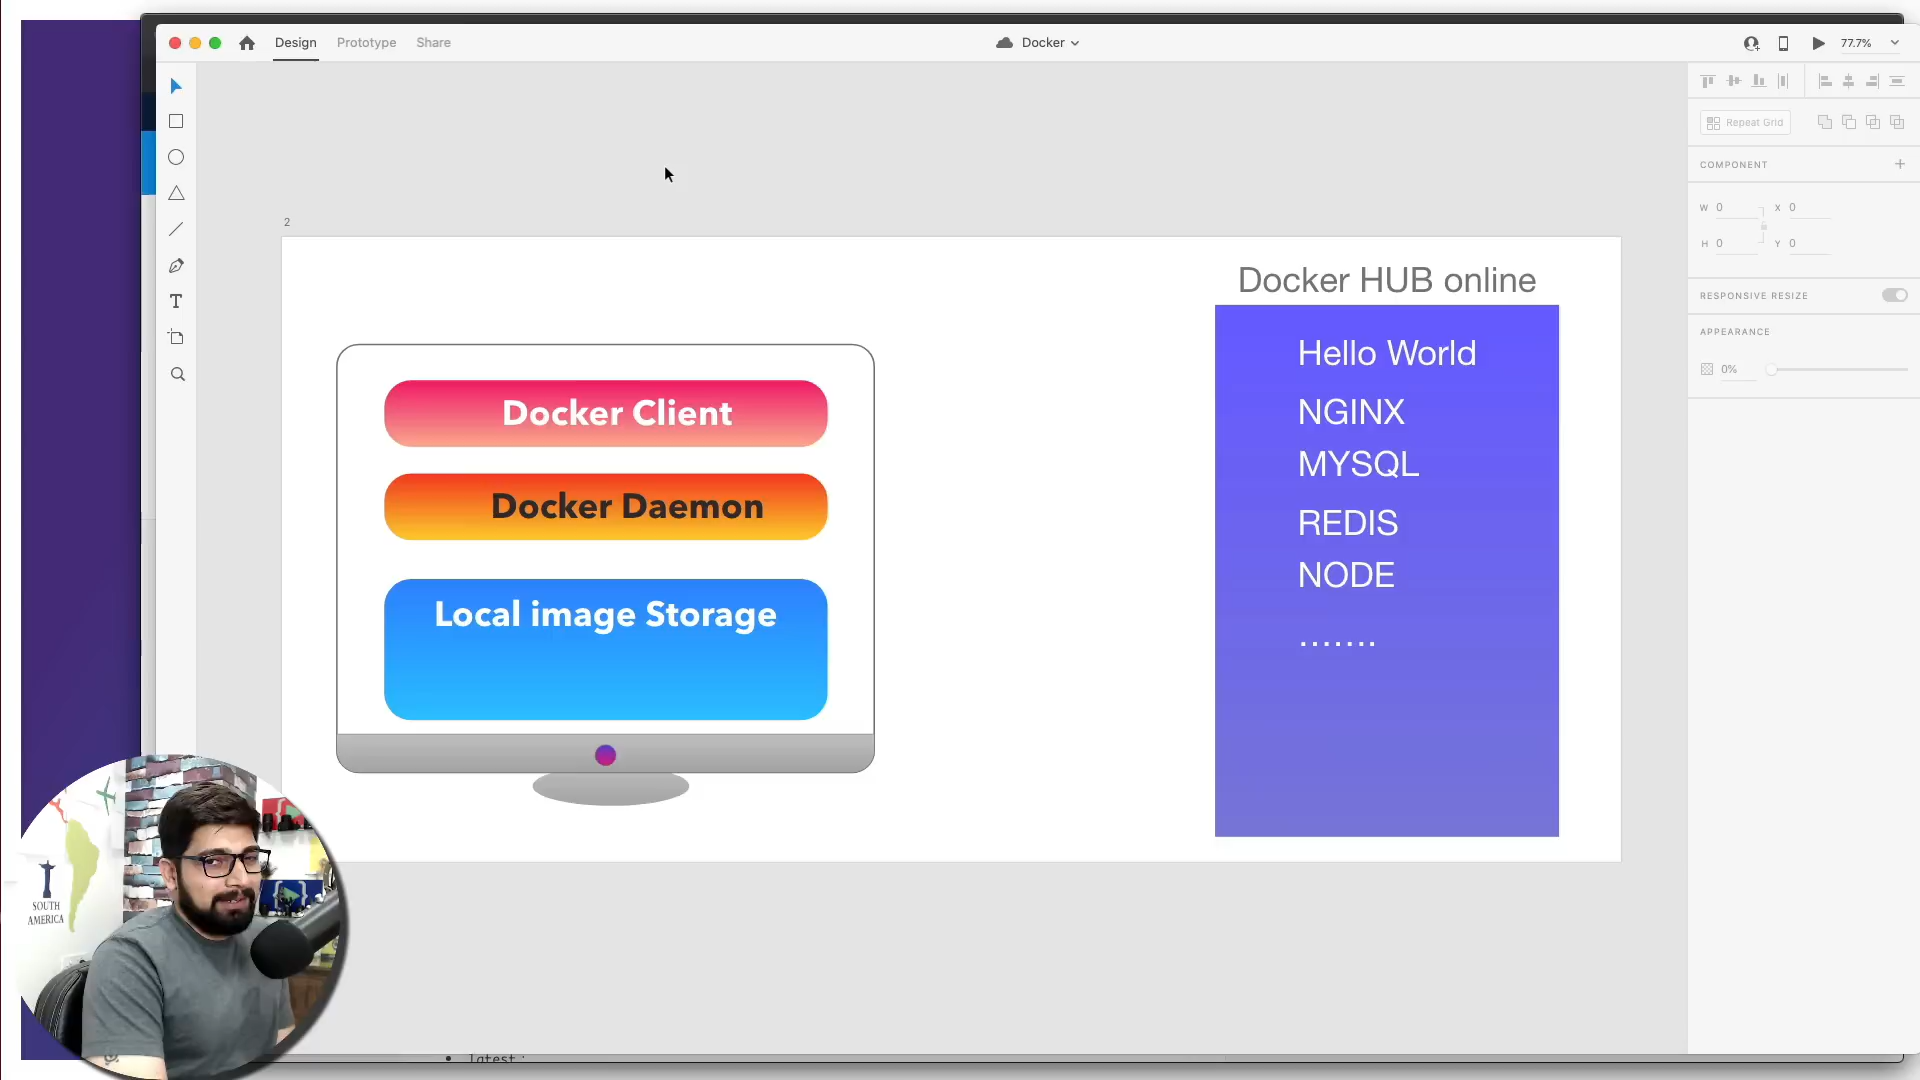 Design Prototype Share
Docker
77.7%
Repeat Grid
COMPONENT
W 0 X 0
H 0 Y 0
RESPONSIVE RESIZE
APPEARANCE
0%
2
Docker HUB online
Hello World
NGINX
MYSQL
REDIS
NODE
.......
Docker Client
Docker Daemon
Local image Storage
SOUTH
AMERICA
latest :